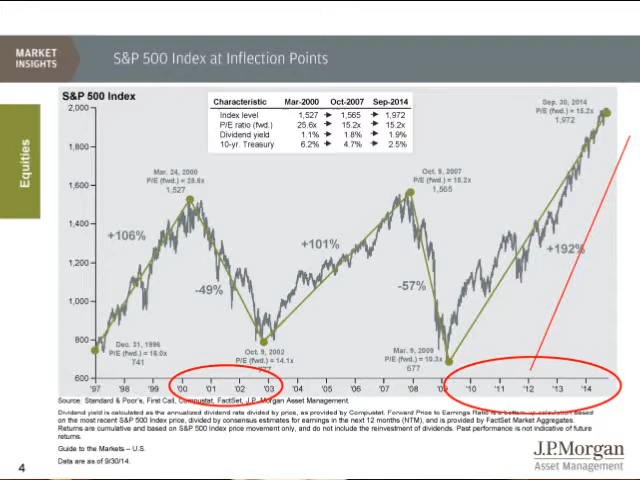 MARKET
INSIGHTS
S&P 500 Index at Inflection Points
Equities
S&P 500 Index
Characteristic Mar-2000 Oct-2007 Sep-2014
Index level 1,527 1,565 1,972
P/E ratio (fwd.) 25.6x 15.2x 15.2x
Dividend yield 1.1% 1.8% 1.9%
10-yr. Treasury 6.2% 4.7% 2.5%
2,000
1,800
1,600
1,400
1,200
1,000
800
600
Sep. 30, 2014
P/E (fwd.) = 15.2x
1,972
Mar. 24, 2000
P/E (fwd.) = 25.6x
1,527
Oct. 9, 2007
P/E (fwd.) = 15.2x
1,565
+106%
-49%
+101%
-57%
+192%
Dec. 31, 1996
P/E (fwd.) = 16.0x
741
Oct. 9, 2002
P/E (fwd.) = 14.1x
777
Mar. 9, 2009
P/E (fwd.) = 10.3x
677
'97 '98 '99 '00 '01 '02 '03 '04 '05 '06 '07 '08 '09 '10 '11 '12 '13 '14
Source: Standard & Poor's, First Call, Compustat, FactSet, J.P. Morgan Asset Management.
Dividend yield is calculated as the annualized dividend rate divided by price, as provided by Compustat. Forward Price to Earnings Ratio is a bottom-up calculation based
on the most recent S&P 500 Index price, divided by consensus estimates for earnings in the next 12 months (NTM), and is provided by FactSet Market Aggregates.
Returns are cumulative and based on S&P 500 Index price movement only, and do not include the reinvestment of dividends. Past performance is not indicative of future
returns.
Guide to the Markets – U.S.
Data are as of 9/30/14.
4
J.P.Morgan
Asset Management